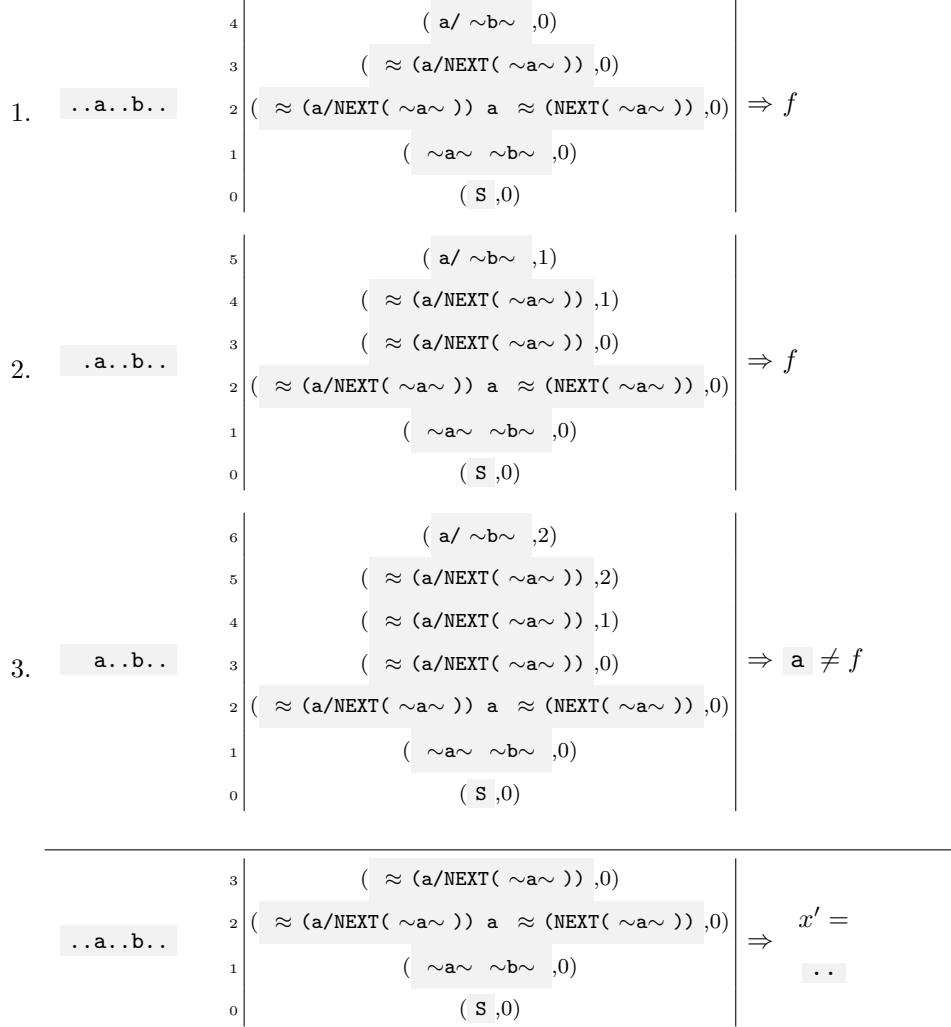 4 ( a/ ∼b∼ ,0)
3 ( ≈ (a/NEXT( ∼a∼ )) ,0)
1. ..a..b.. 2 ( ≈ (a/NEXT( ∼a∼ )) a ≈ (NEXT( ∼a∼ )) ,0) ⇒ f
1 ( ∼a∼ ∼b∼ ,0)
0 ( S ,0)
5 ( a/ ∼b∼ ,1)
4 ( ≈ (a/NEXT( ∼a∼ )) ,1)
3 ( ≈ (a/NEXT( ∼a∼ )) ,0)
2. .a..b.. ⇒ f
2 ( ≈ (a/NEXT( ∼a∼ )) a ≈ (NEXT( ∼a∼ )) ,0)
1 ( ∼a∼ ∼b∼ ,0)
0 ( S ,0)
6 ( a/ ∼b∼ ,2)
5 ( ≈ (a/NEXT( ∼a∼ )) ,2)
4 ( ≈ (a/NEXT( ∼a∼ )) ,1)
3. a..b.. 3 ( ≈ (a/NEXT( ∼a∼ )) ,0) ⇒ a ≠ f
2 ( ≈ (a/NEXT( ∼a∼ )) a ≈ (NEXT( ∼a∼ )) ,0)
1 ( ∼a∼ ∼b∼ ,0)
0 ( S ,0)
3 ( ≈ (a/NEXT( ∼a∼ )) ,0)
2 ( ≈ (a/NEXT( ∼a∼ )) a ≈ (NEXT( ∼a∼ )) ,0) x′ =
..a..b.. ⇒
1 ( ∼a∼ ∼b∼ ,0) ..
0 ( S ,0)